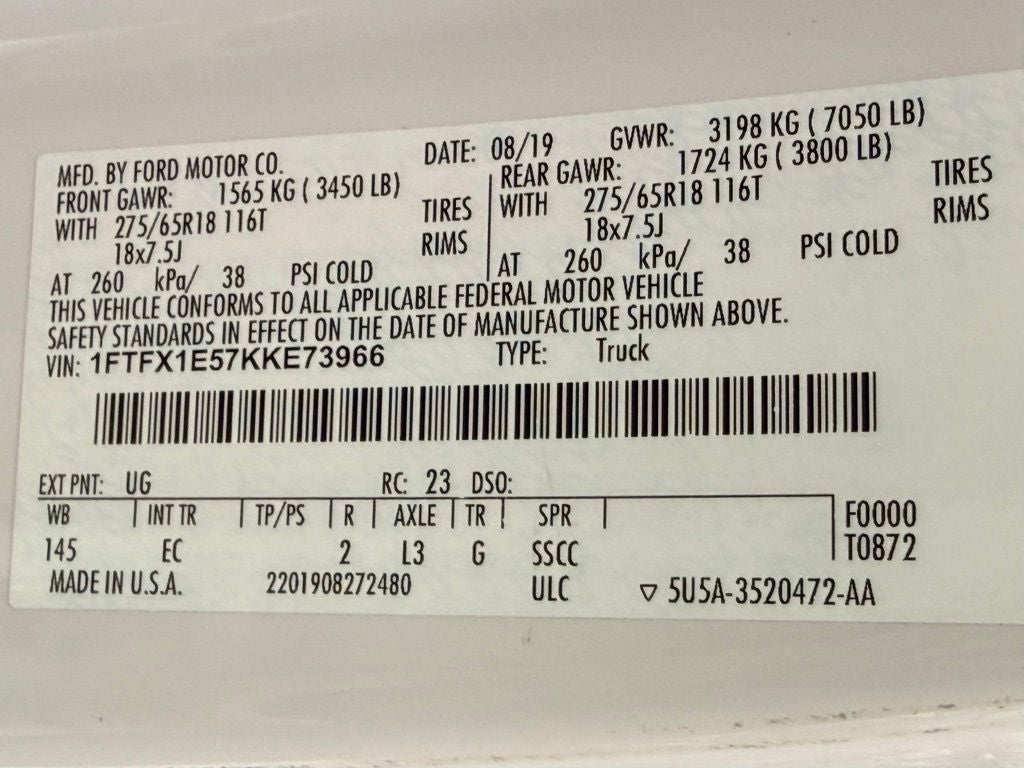 MFD. BY FORD MOTOR CO. DATE: 08/19 GVWR: 3198 KG ( 7050 LB)
FRONT GAWR: 1565 KG ( 3450 LB) REAR GAWR: 1724 KG ( 3800 LB)
WITH 275/65R18 116T TIRES WITH 275/65R18 116T TIRES
18x7.5J RIMS 18x7.5J RIMS
AT 260 kPa/ 38 PSI COLD AT 260 kPa/ 38 PSI COLD
THIS VEHICLE CONFORMS TO ALL APPLICABLE FEDERAL MOTOR VEHICLE
SAFETY STANDARDS IN EFFECT ON THE DATE OF MANUFACTURE SHOWN ABOVE.
VIN: 1FTFX1E57KKE73966 TYPE: Truck
EXT PNT: UG RC: 23 DSO:
WB INT TR TP/PS R AXLE TR SPR F0000
145 EC 2 L3 G SSCC T0872
MADE IN U.S.A. 2201908272480 ULC ▽ 5U5A-3520472-AA